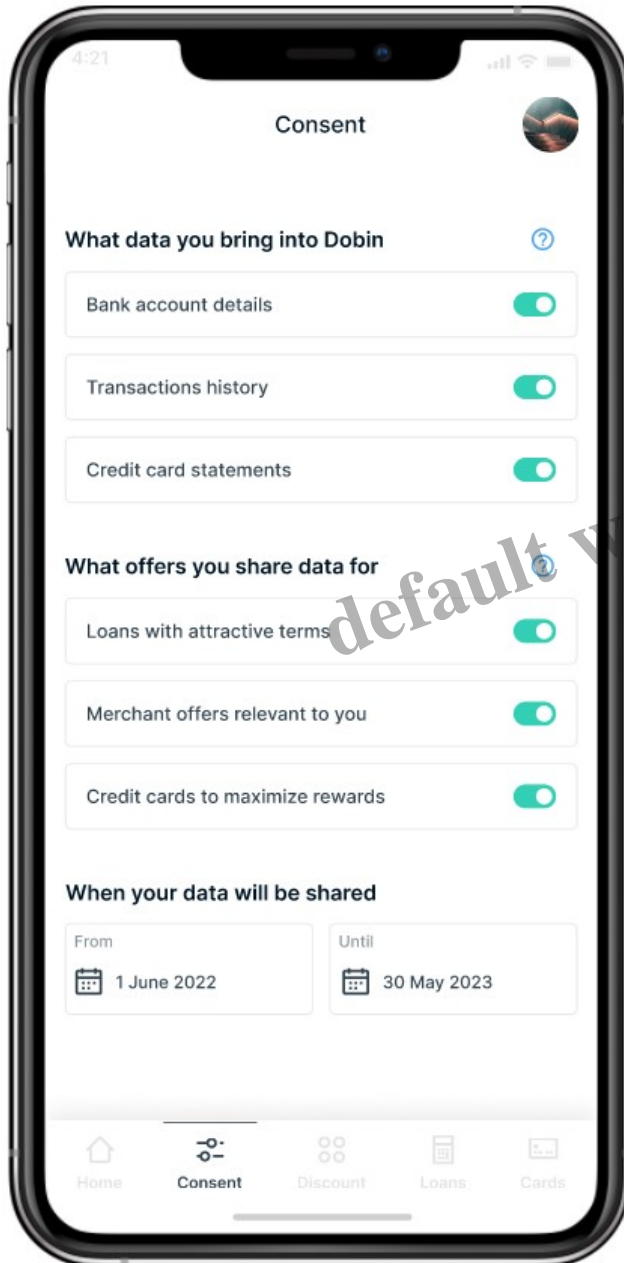 4:21
Consent
What data you bring into Dobin
Bank account details
Transactions history
Credit card statements
What offers you share data for
Loans with attractive terms
Merchant offers relevant to you
Credit cards to maximize rewards
When your data will be shared
From
Until
1 June 2022
30 May 2023
Home
Consent
Discount
Loans
Cards
default